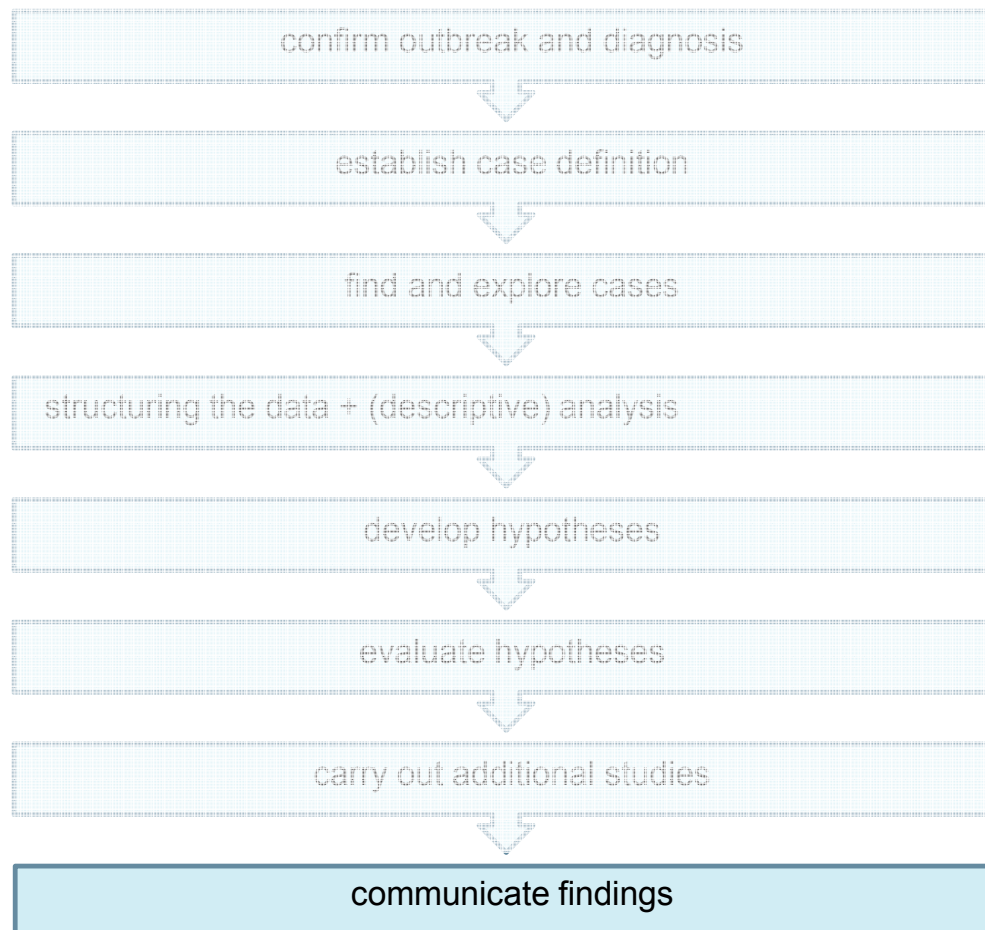 confirm outbreak and diagnosis
establish case definition
find and explore cases
structuring the data + (descriptive) analysis
develop hypotheses
evaluate hypotheses
carry out additional studies
communicate findings